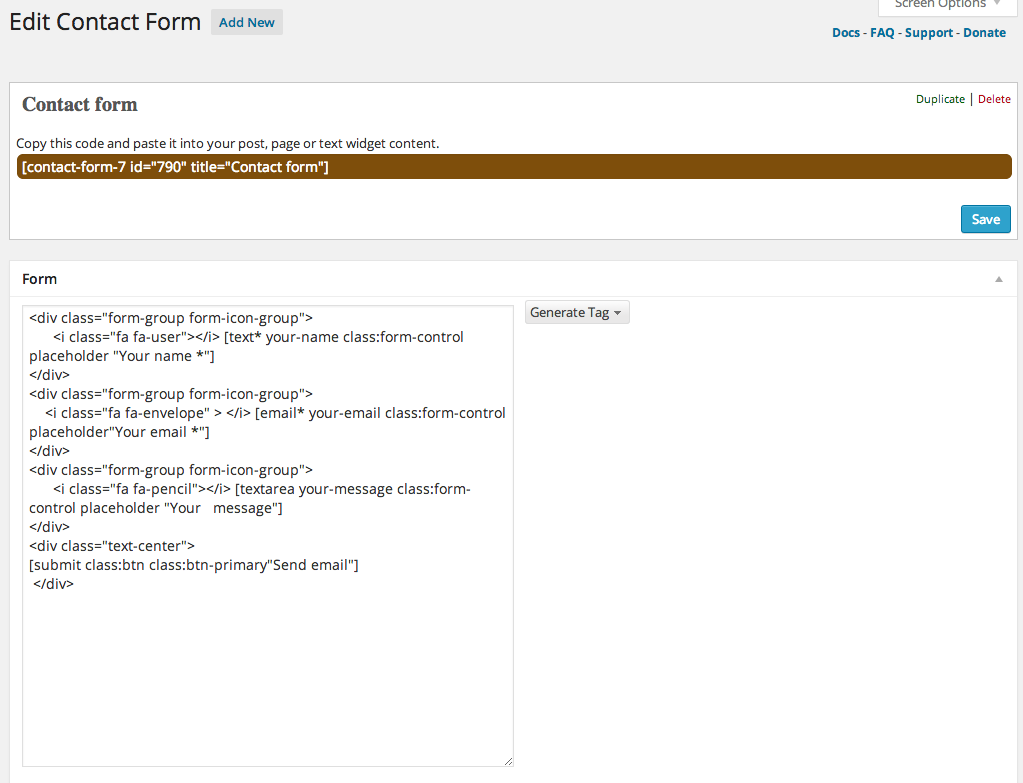 Screen Options
Edit Contact Form Add New
Docs - FAQ - Support - Donate
Contact form
Duplicate | Delete
Copy this code and paste it into your post, page or text widget content.
[contact-form-7 id="790" title="Contact form"]
Save
Form
Generate Tag
<div class="form-group form-icon-group">
<i class="fa fa-user"></i> [text* your-name class:form-control
placeholder "Your name *"]
</div>
<div class="form-group form-icon-group">
<i class="fa fa-envelope" > </i> [email* your-email class:form-control
placeholder"Your email *"]
</div>
<div class="form-group form-icon-group">
<i class="fa fa-pencil"></i> [textarea your-message class:form-
control placeholder "Your   message"]
</div>
<div class="text-center">
[submit class:btn class:btn-primary"Send email"]
</div>